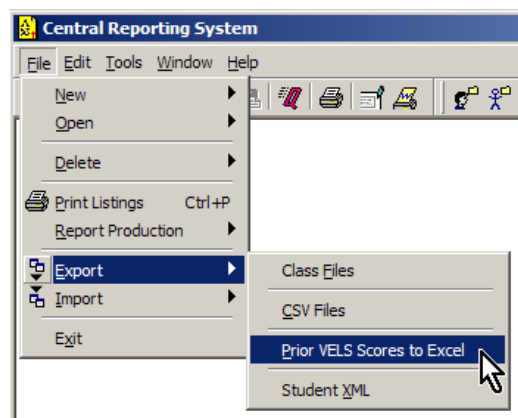 Central Reporting System
File Edit Tools Window Help
New
Open
Delete
Print Listings Ctrl+P
Report Production
Export
Import
Exit
Class Files
CSV Files
Prior VELS Scores to Excel
Student XML